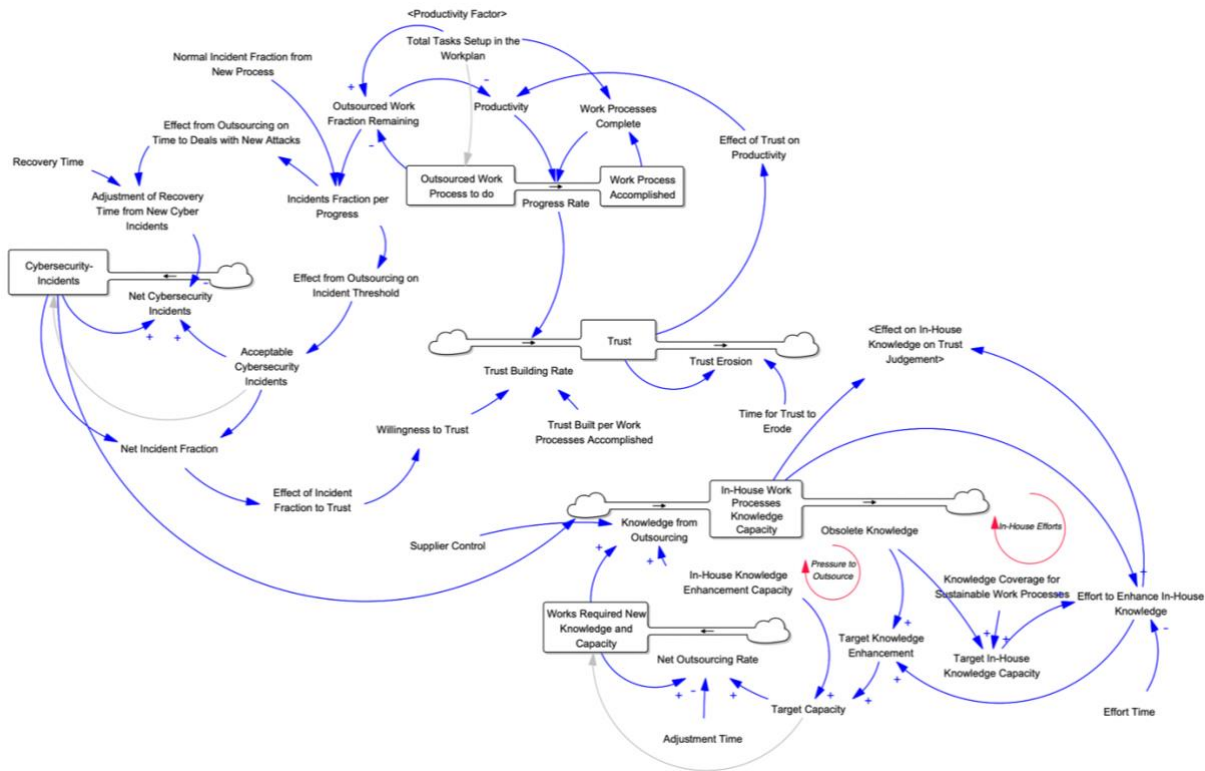 <Productivity Factor>
Total Tasks Setup in the
Workplan
Normal Incident Fraction from
New Process
+
-
Outsourced Work
Fraction Remaining
Productivity
Work Processes
Complete
Effect from Outsourcing on
Time to Deals with New Attacks
Effect of Trust on
Productivity
-
Recovery Time
Outsourced Work
Process to do
Work Process
Accomplished
Adjustment of Recovery
Time from New Cyber
Incidents
Incidents Fraction per
Progress
Progress Rate
Cybersecurity-
Incidents
Effect from Outsourcing on
Incident Threshold
-
Net Cybersecurity
Incidents
+
+
<Effect on In-House
Knowledge on Trust
Judgement>
Trust
Acceptable
Cybersecurity
Incidents
Trust Building Rate
Trust Erosion
Time for Trust to
Erode
Willingness to Trust
Trust Built per Work
Processes Accomplished
Net Incident Fraction
Effect of Incident
Fraction to Trust
In-House Work
Processes
Knowledge
Capacity
Knowledge from
Outsourcing
Obsolete Knowledge
In-House Efforts
Supplier Control
+
+
In-House Knowledge
Enhancement Capacity
Pressure to
Outsource
Knowledge Coverage for
Sustainable Work Processes
+
+
Effort to Enhance In-House
Knowledge
-
Works Required New
Knowledge and
Capacity
+
+
+
Target Knowledge
Enhancement
Target In-House
Knowledge Capacity
Net Outsourcing Rate
+
+
-
+
+
+
Target Capacity
Effort Time
Adjustment Time